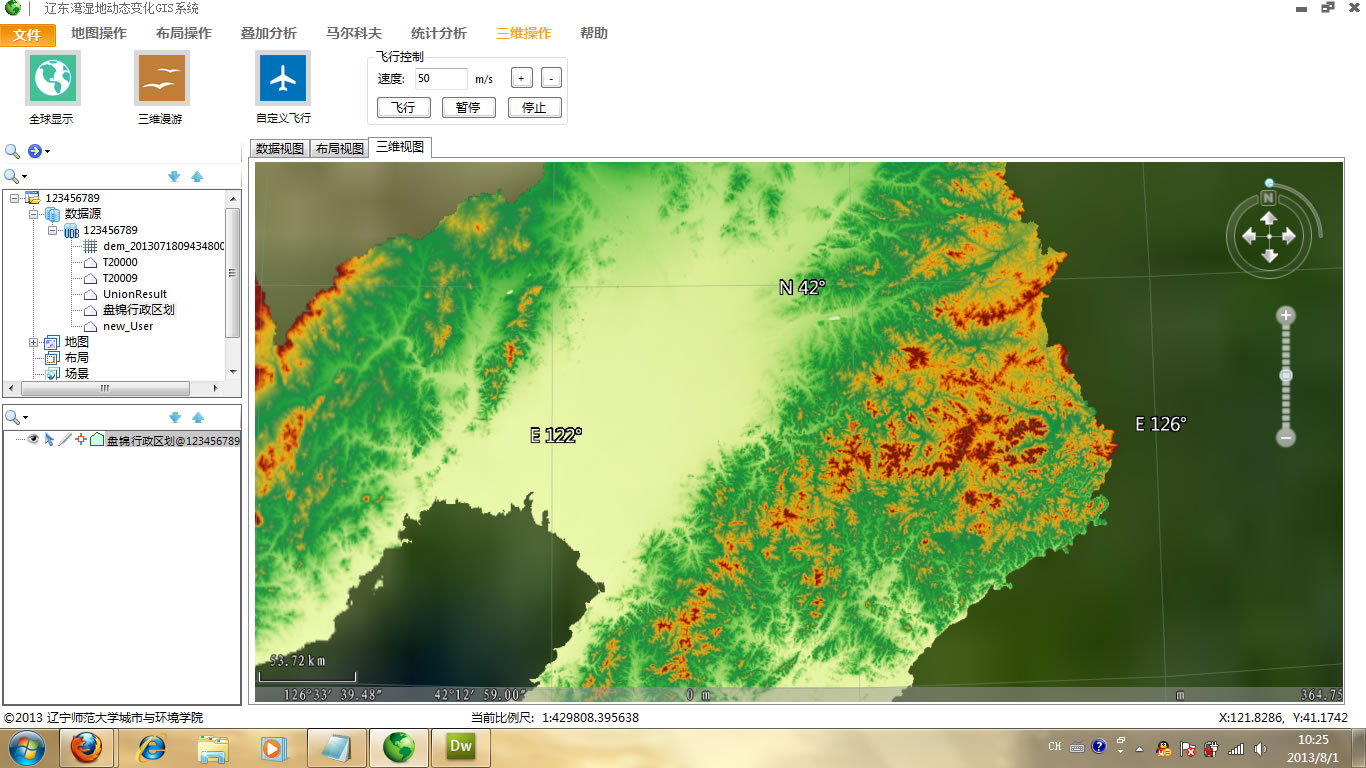 辽东湾湿地动态变化GIS系统
文件 地图操作 布局操作 叠加分析 马尔科夫 统计分析 三维操作 帮助
飞行控制
速度: 50 m/s + -
飞行 暂停 停止
全球显示 三维漫游 自定义飞行
数据视图 布局视图 三维视图
123456789
数据源
123456789
dem_2013071809434800
T20000
T20009
UnionResult
盘锦行政区划
new_User
地图
布局
场景
盘锦行政区划@123456789
N
N 42°
E 122°
E 126°
53.72 km
126°33′ 39.48″ 42°12′ 59.00″ 0 m m 364.75
©2013 辽宁师范大学城市与环境学院 当前比例尺: 1:429808.395638 X:121.8286, Y:41.1742
Dw CH 10:25
2013/8/1